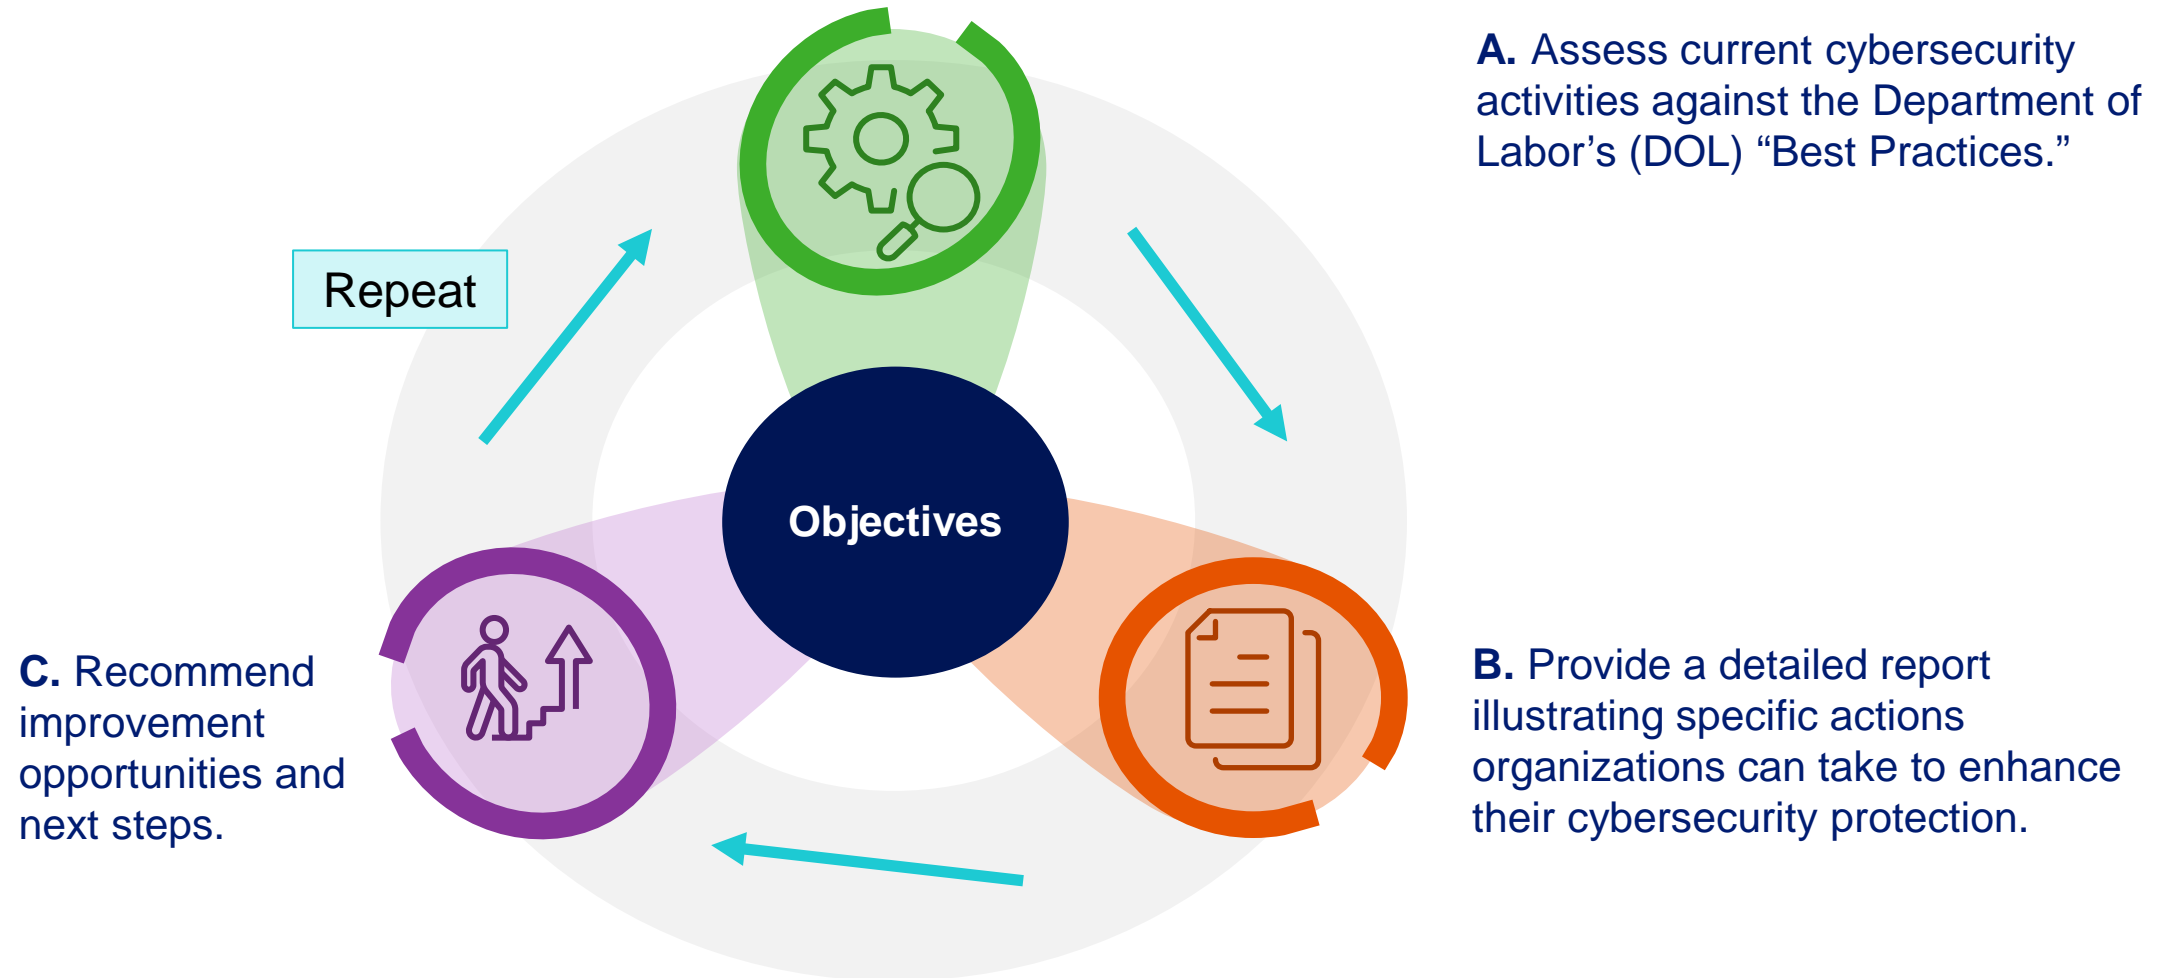 A. Assess current cybersecurity
activities against the Department of
Labor’s (DOL) “Best Practices.”
Repeat
Objectives
B. Provide a detailed report
illustrating specific actions
organizations can take to enhance
their cybersecurity protection.
C. Recommend
improvement
opportunities and
next steps.